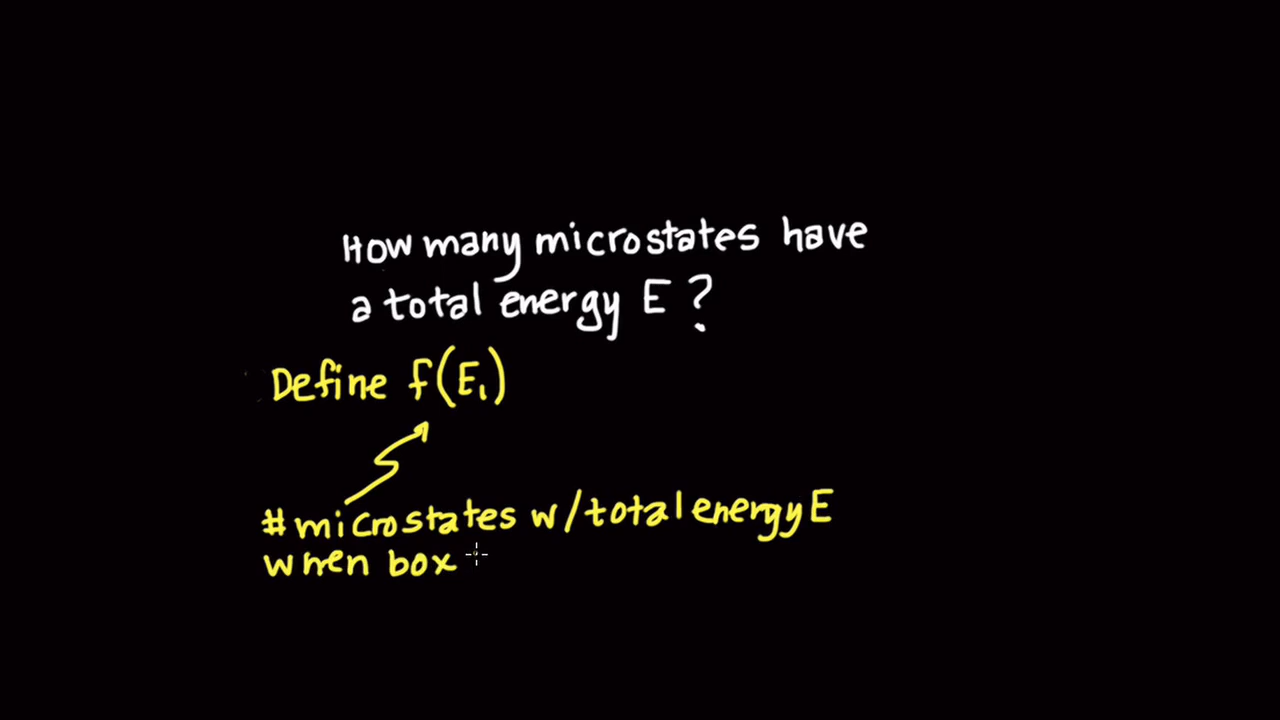 How many microstates have
a total energy E ?
Define f(E₁)
# microstates w/total energy E
when box